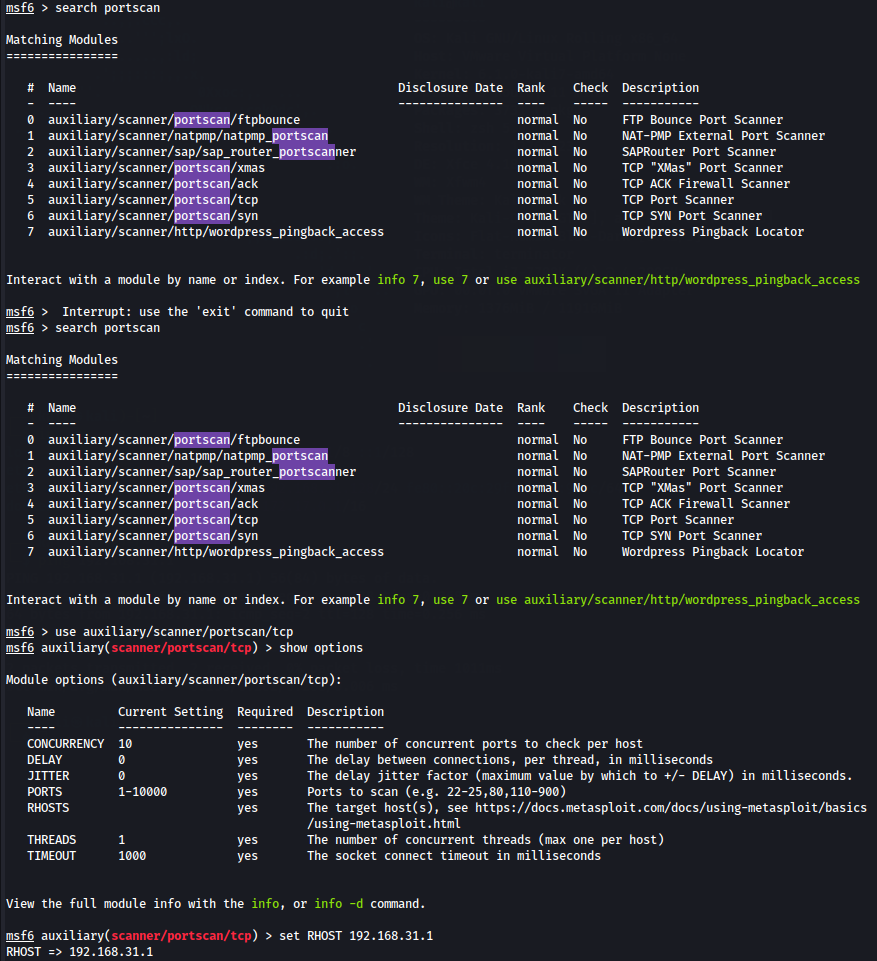 msf6 > search portscan
Matching Modules
================
#  Name                                              Disclosure Date  Rank    Check  Description
-  ----                                              ---------------  ----    -----  -----------
0  auxiliary/scanner/portscan/ftpbounce                               normal  No     FTP Bounce Port Scanner
1  auxiliary/scanner/natpmp/natpmp_portscan                           normal  No     NAT-PMP External Port Scanner
2  auxiliary/scanner/sap/sap_router_portscanner                       normal  No     SAPRouter Port Scanner
3  auxiliary/scanner/portscan/xmas                                    normal  No     TCP "XMas" Port Scanner
4  auxiliary/scanner/portscan/ack                                     normal  No     TCP ACK Firewall Scanner
5  auxiliary/scanner/portscan/tcp                                     normal  No     TCP Port Scanner
6  auxiliary/scanner/portscan/syn                                     normal  No     TCP SYN Port Scanner
7  auxiliary/scanner/http/wordpress_pingback_access                   normal  No     Wordpress Pingback Locator
Interact with a module by name or index. For example info 7, use 7 or use auxiliary/scanner/http/wordpress_pingback_access
msf6 >  Interrupt: use the 'exit' command to quit
msf6 > search portscan
Matching Modules
================
#  Name                                              Disclosure Date  Rank    Check  Description
-  ----                                              ---------------  ----    -----  -----------
0  auxiliary/scanner/portscan/ftpbounce                               normal  No     FTP Bounce Port Scanner
1  auxiliary/scanner/natpmp/natpmp_portscan                           normal  No     NAT-PMP External Port Scanner
2  auxiliary/scanner/sap/sap_router_portscanner                       normal  No     SAPRouter Port Scanner
3  auxiliary/scanner/portscan/xmas                                    normal  No     TCP "XMas" Port Scanner
4  auxiliary/scanner/portscan/ack                                     normal  No     TCP ACK Firewall Scanner
5  auxiliary/scanner/portscan/tcp                                     normal  No     TCP Port Scanner
6  auxiliary/scanner/portscan/syn                                     normal  No     TCP SYN Port Scanner
7  auxiliary/scanner/http/wordpress_pingback_access                   normal  No     Wordpress Pingback Locator
Interact with a module by name or index. For example info 7, use 7 or use auxiliary/scanner/http/wordpress_pingback_access
msf6 > use auxiliary/scanner/portscan/tcp
msf6 auxiliary(scanner/portscan/tcp) > show options
Module options (auxiliary/scanner/portscan/tcp):
Name         Current Setting  Required  Description
----         ---------------  --------  -----------
CONCURRENCY  10               yes       The number of concurrent ports to check per host
DELAY        0                yes       The delay between connections, per thread, in milliseconds
JITTER       0                yes       The delay jitter factor (maximum value by which to +/- DELAY) in milliseconds.
PORTS        1-10000          yes       Ports to scan (e.g. 22-25,80,110-900)
RHOSTS                        yes       The target host(s), see https://docs.metasploit.com/docs/using-metasploit/basics
/using-metasploit.html
THREADS      1                yes       The number of concurrent threads (max one per host)
TIMEOUT      1000             yes       The socket connect timeout in milliseconds
View the full module info with the info, or info -d command.
msf6 auxiliary(scanner/portscan/tcp) > set RHOST 192.168.31.1
RHOST => 192.168.31.1